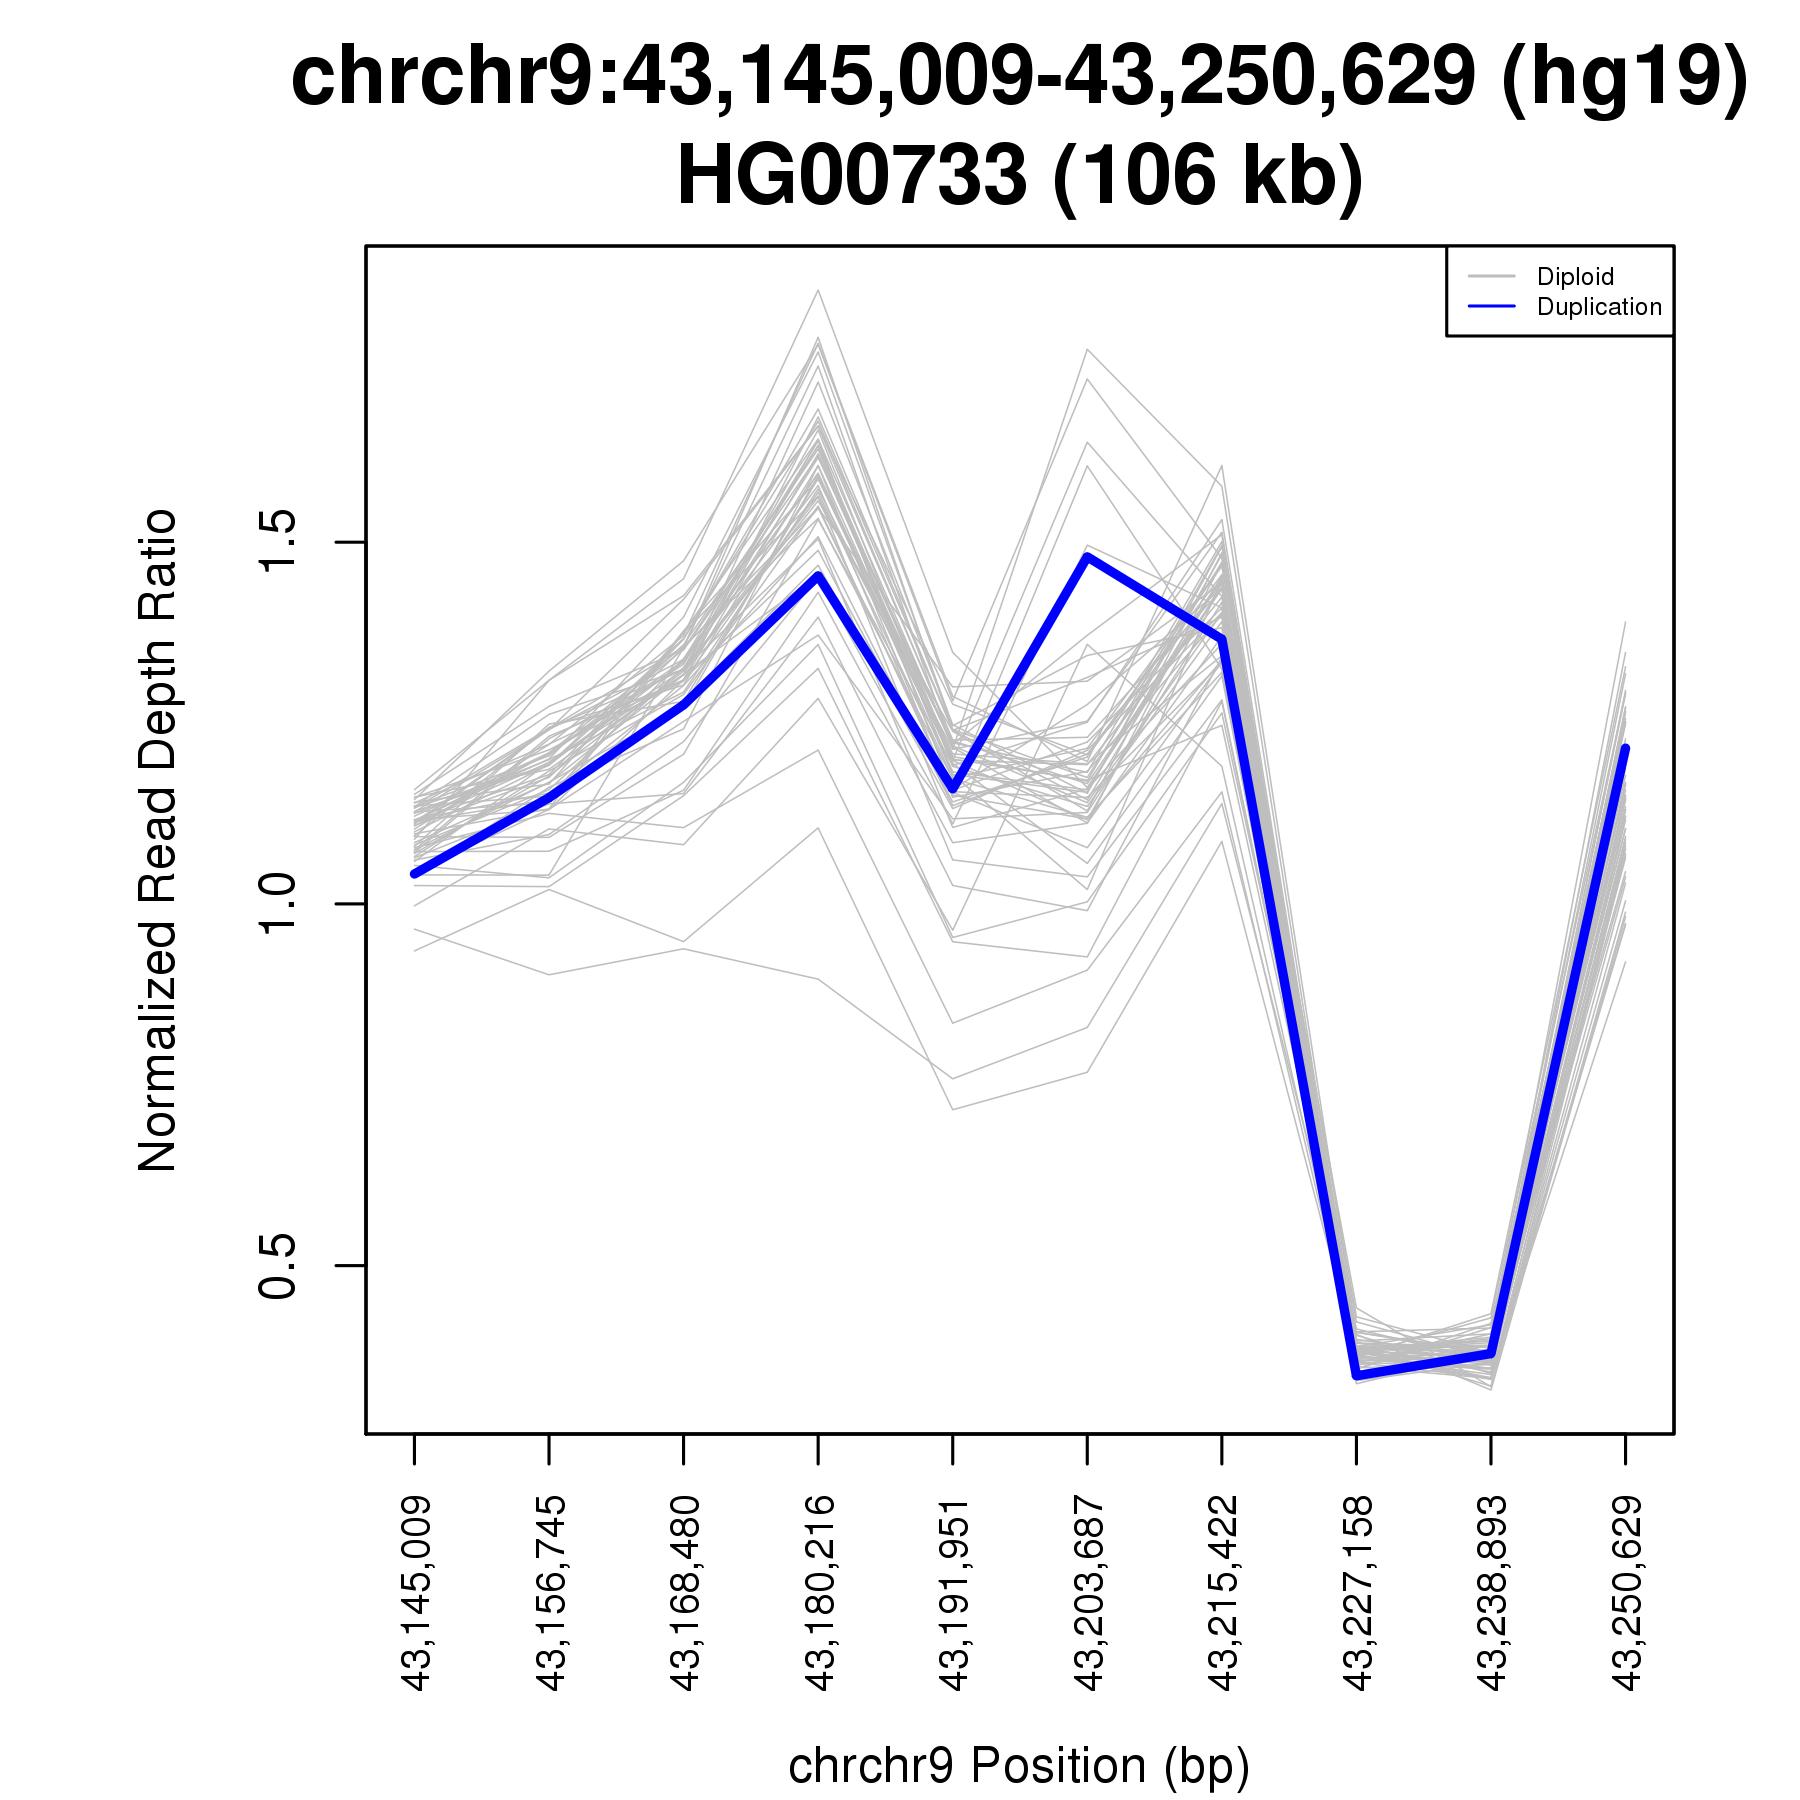 chrchr9:43,145,009-43,250,629 (hg19)
HG00733 (106 kb)
Diploid
Duplication
Normalized Read Depth Ratio
1.5
1.0
0.5
43,145,009
43,156,745
43,168,480
43,180,216
43,191,951
43,203,687
43,215,422
43,227,158
43,238,893
43,250,629
chrchr9 Position (bp)